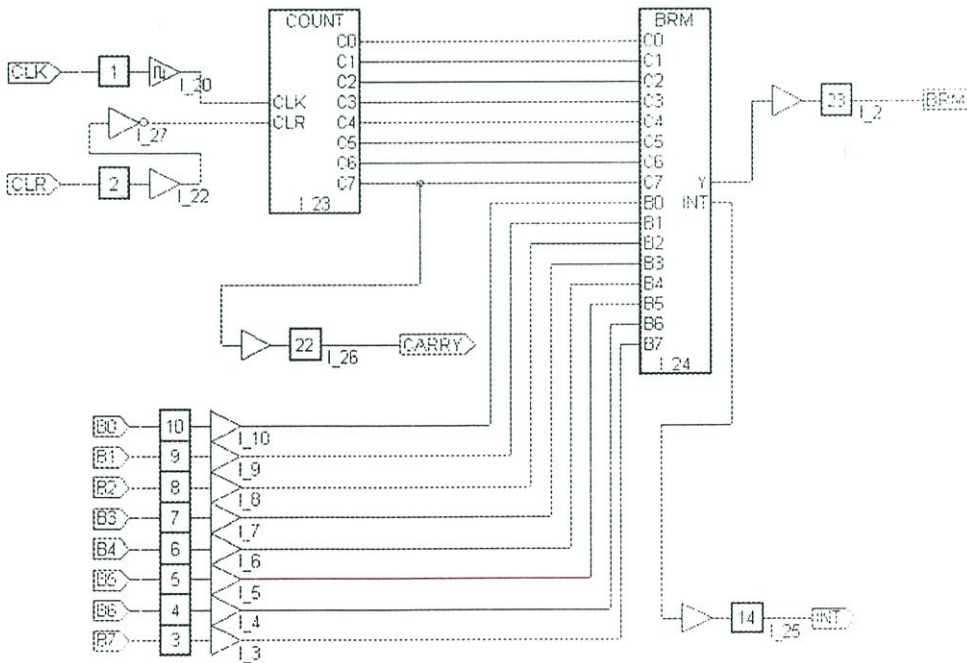 COUNT
BRM
C0
C1
C2
C3
C4
C5
C6
C7
CLK
CLR
I_23
C0
C1
C2
C3
C4
C5
C6
C7
B0
B1
B2
B3
B4
B5
B6
B7
Y
INT
I_24
CLK
1
I_20
I_27
CLR
2
I_22
23
I_2
BRM
22
I_26
CARRY
B0
10
I_10
B1
9
I_9
B2
8
I_8
B3
7
I_7
B4
6
I_6
B5
5
I_5
B6
4
I_4
B7
3
I_3
14
I_25
INT